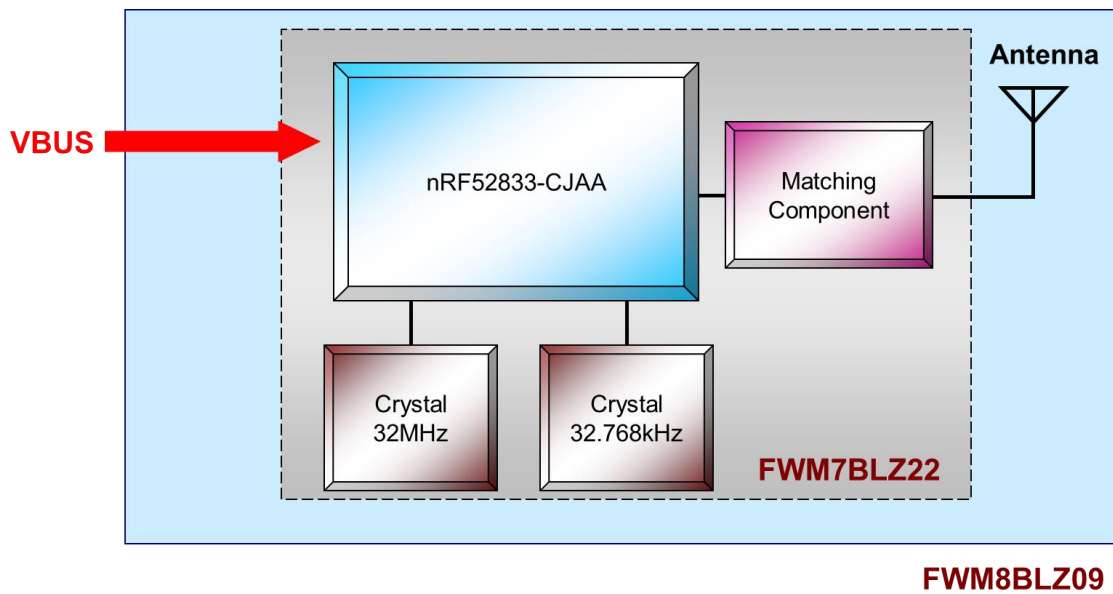 Antenna
VBUS
nRF52833-CJAA
Matching
Component
Crystal
32MHz
Crystal
32.768kHz
FWM7BLZ22
FWM8BLZ09